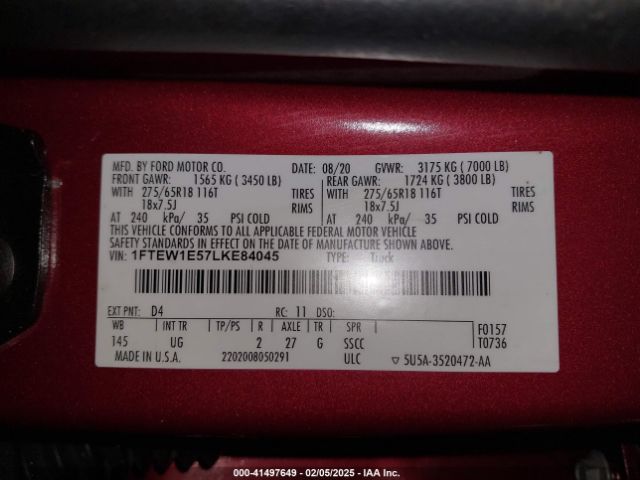 MFD. BY FORD MOTOR CO. DATE: 08/20 GVWR: 3175 KG ( 7000 LB)
FRONT GAWR: 1565 KG ( 3450 LB) REAR GAWR: 1724 KG ( 3800 LB)
WITH 275/65R18 116T TIRES WITH 275/65R18 116T TIRES
18x7.5J RIMS 18x7.5J RIMS
AT 240 kPa/ 35 PSI COLD AT 240 kPa/ 35 PSI COLD
THIS VEHICLE CONFORMS TO ALL APPLICABLE FEDERAL MOTOR VEHICLE
SAFETY STANDARDS IN EFFECT ON THE DATE OF MANUFACTURE SHOWN ABOVE.
VIN: 1FTEW1E57LKE84045 TYPE: Truck
EXT PNT: D4 RC: 11 DSO:
WB INT TR TP/PS R AXLE TR SPR F0157
145 UG 2 27 G SSCC T0736
MADE IN U.S.A. 2202008050291 ULC ▽ 5U5A-3520472-AA
000-41497649 - 02/05/2025 - IAA Inc.